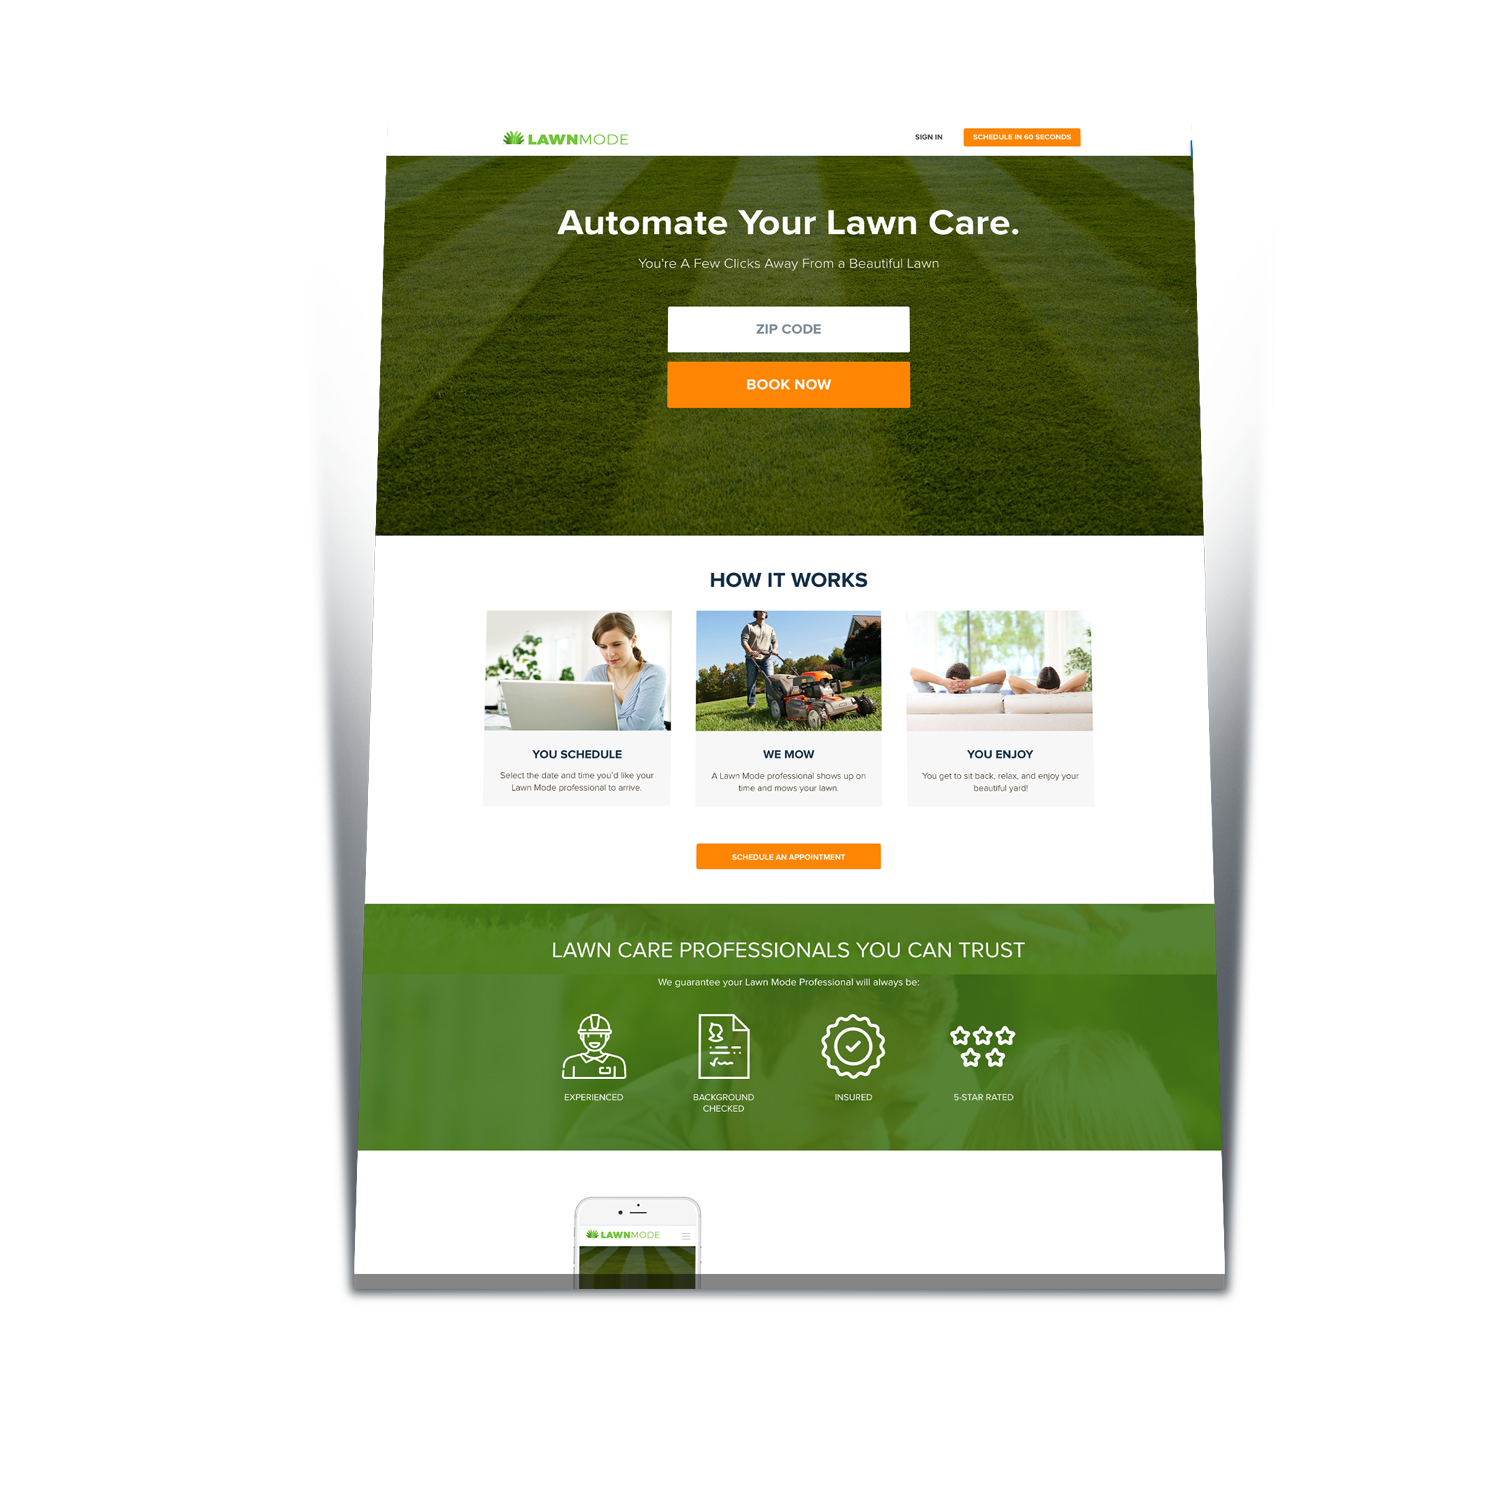 LAWNMODE
SIGN IN
SCHEDULE IN 60 SECONDS
Automate Your Lawn Care.
You're A Few Clicks Away From a Beautiful Lawn
ZIP CODE
BOOK NOW
HOW IT WORKS
YOU SCHEDULE
Select the date and time you'd like your
Lawn Mode professional to arrive.
WE MOW
A Lawn Mode professional shows up on
time and mows your lawn.
YOU ENJOY
You get to sit back, relax, and enjoy your
beautiful yard!
SCHEDULE AN APPOINTMENT
LAWN CARE PROFESSIONALS YOU CAN TRUST
We guarantee your Lawn Mode Professional will always be:
EXPERIENCED
BACKGROUND
CHECKED
INSURED
5-STAR RATED
LAWNMODE